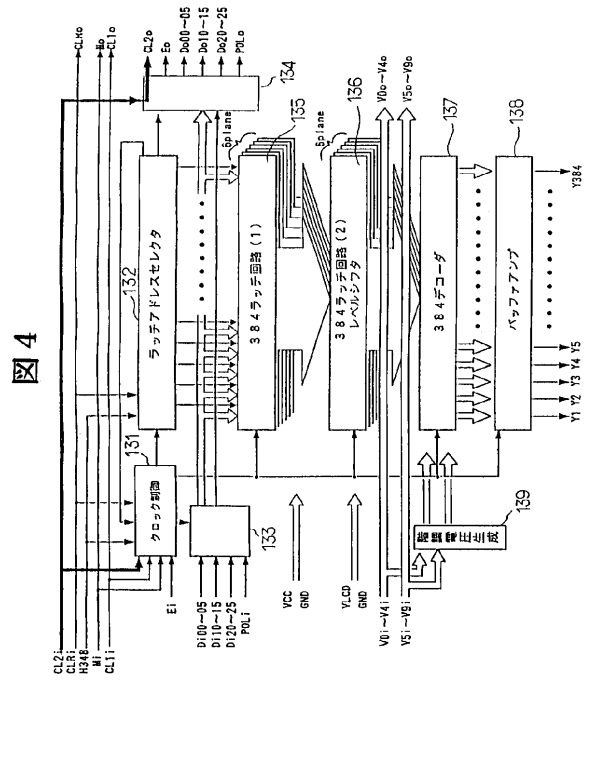 図4
CL2i
CLRi
H348
Mi
CL1i
CLRo
Mo
CL1o
CL2o
Eo
Do00~05
Do10~15
Do20~25
POLo
134
132
ラッチアドレスセレクタ
131
クロック制御
Ei
Di00~05
Di10~15
Di20~25
POLi
133
6plane
135
384ラッチ回路(1)
VCC
GND
6plane
136
384ラッチ回路(2)
レベルシフタ
VLCD
GND
V0i~V4i
V5i~V9i
V0o~V4o
V5o~V9o
137
384デコーダ
階調電圧生成
139
138
バッファアンプ
Y1
Y2
Y3
Y4
Y5
Y384